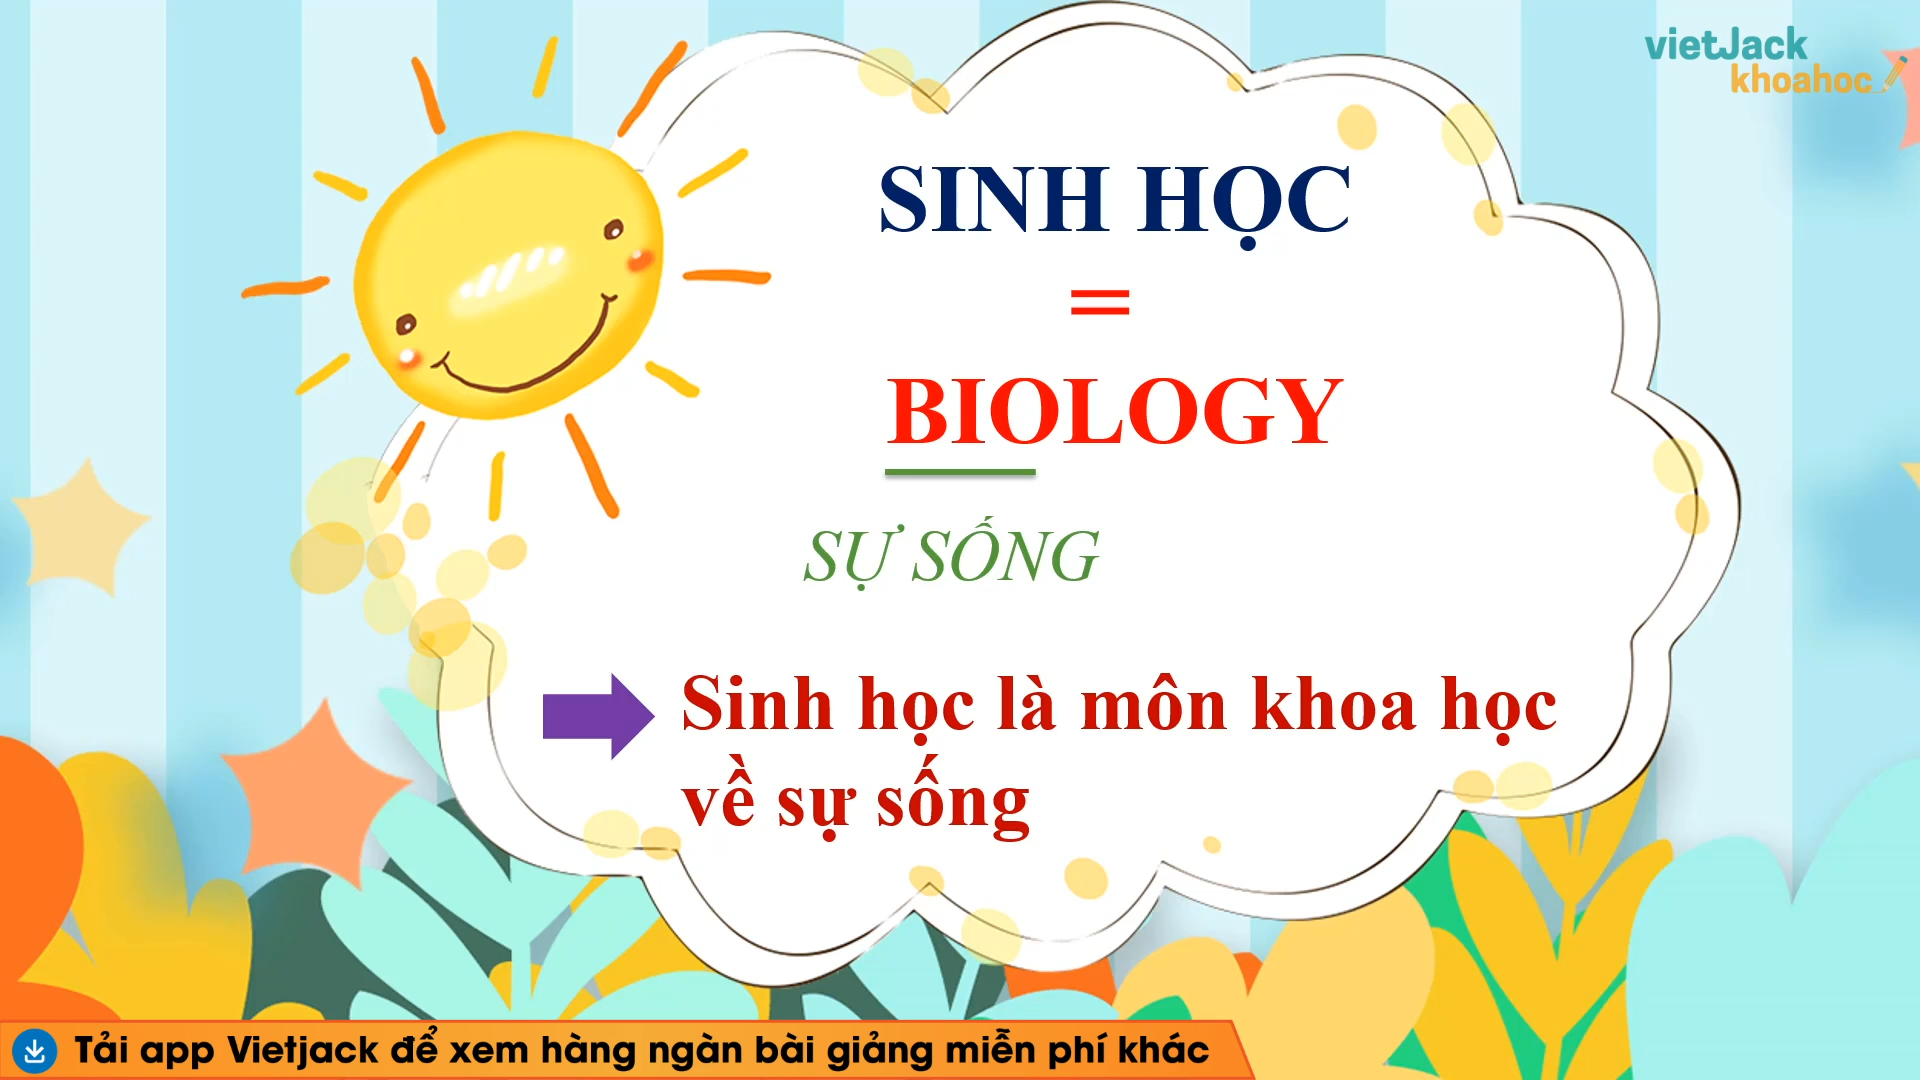 vietJack
khoahoc
SINH HỌC
=
BIOLOGY
SỰ SỐNG
Sinh học là môn khoa học
về sự sống
Tải app Vietjack để xem hàng ngàn bài giảng miễn phí khác